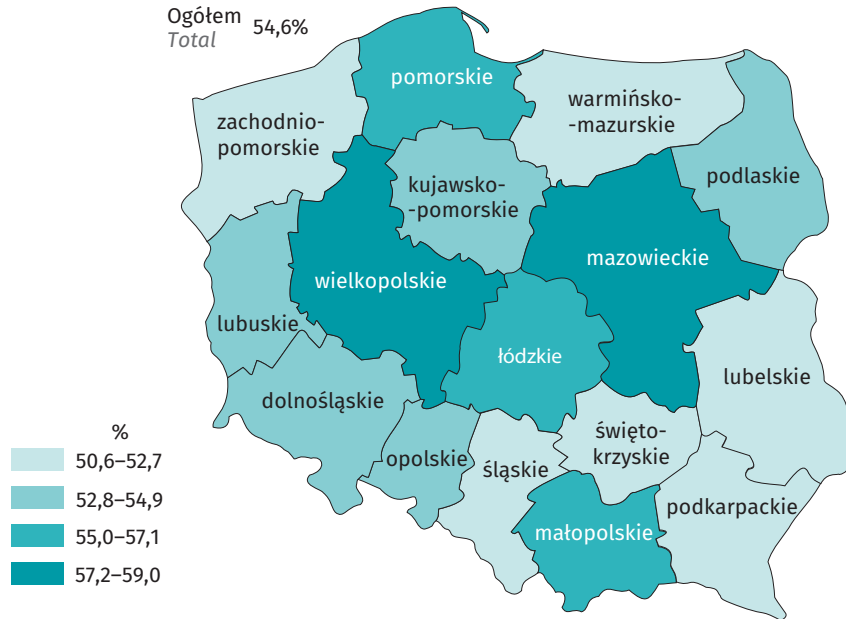 Ogółem 54,6%
Total
pomorskie
warmińsko-
-mazurskie
zachodnio-
pomorskie
podlaskie
kujawsko-
-pomorskie
mazowieckie
wielkopolskie
lubuskie
łódzkie
lubelskie
dolnośląskie
święto-
krzyskie
opolskie
śląskie
podkarpackie
małopolskie
%
50,6–52,7
52,8–54,9
55,0–57,1
57,2–59,0